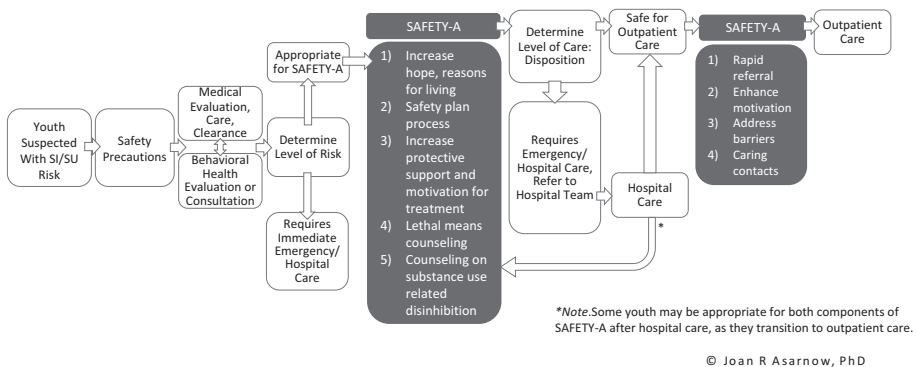 Youth
Suspected
With SI/SU
Risk
Safety
Precautions
Medical
Evaluation,
Care,
Clearance
Behavioral
Health
Evaluation or
Consultation
Appropriate
for SAFETY-A
Determine
Level of Risk
Requires
Immediate
Emergency/
Hospital
Care
SAFETY-A
1) Increase
hope, reasons
for living
2) Safety plan
process
3) Increase
protective
support and
motivation for
treatment
4) Lethal means
counseling
5) Counseling on
substance use
related
disinhibition
Determine
Level of Care:
Disposition
Requires
Emergency/
Hospital Care,
Refer to
Hospital Team
Safe for
Outpatient
Care
Hospital
Care
*
SAFETY-A
1) Rapid
referral
2) Enhance
motivation
3) Address
barriers
4) Caring
contacts
Outpatient
Care
*Note.Some youth may be appropriate for both components of
SAFETY-A after hospital care, as they transition to outpatient care.
© Joan R Asarnow, PhD